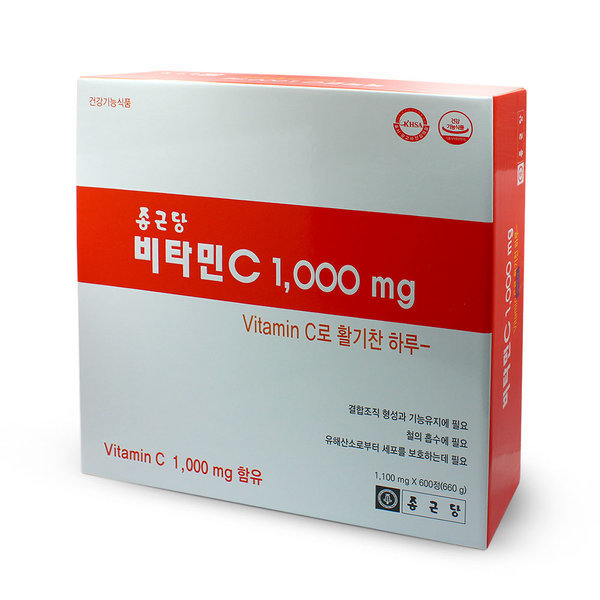 건강기능식품
KHSA
건강
기능식품
종근당
비타민C 1,000 mg
Vitamin C로 활기찬 하루-
결합조직 형성과 기능유지에 필요
철의 흡수에 필요
유해산소로부터 세포를 보호하는데 필요
Vitamin C 1,000 mg 함유
1,100 mg X 600정(660 g)
종근당
종근당
비타민C 1,000 mg